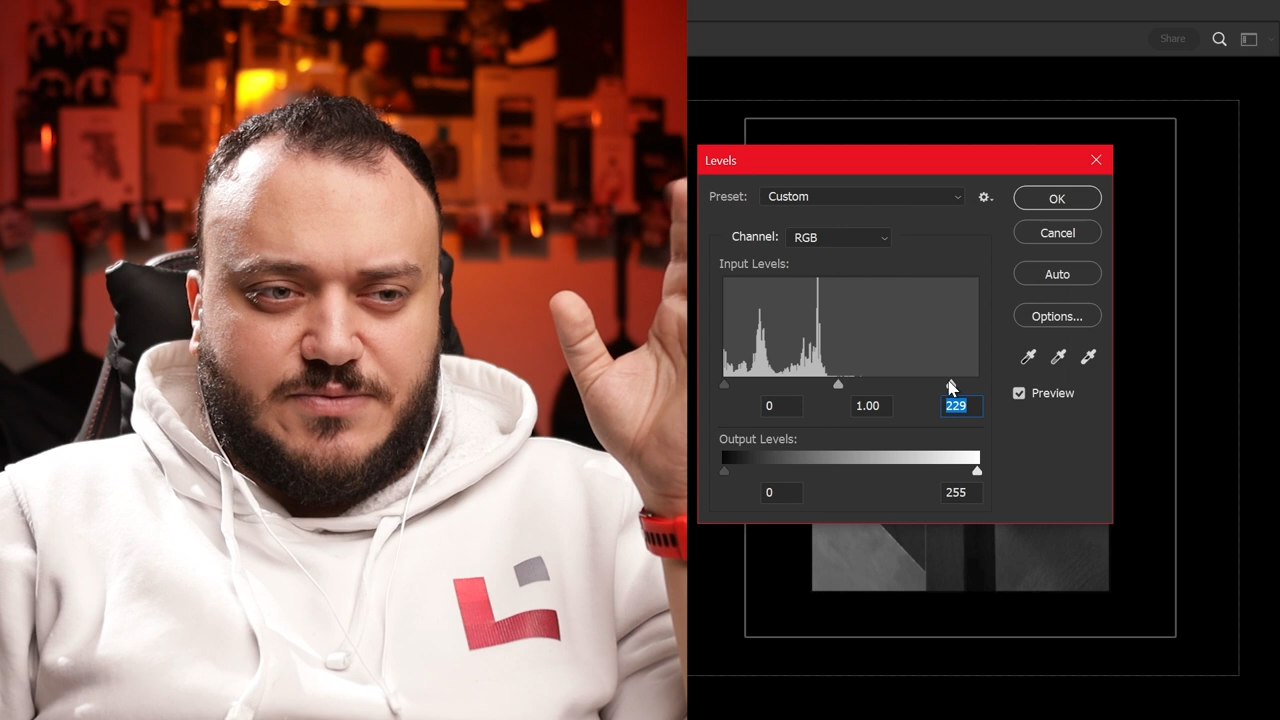 Share
Levels
Preset: Custom
OK
Channel: RGB
Cancel
Input Levels:
Auto
Options...
Preview
0 1.00 229
Output Levels:
0 255